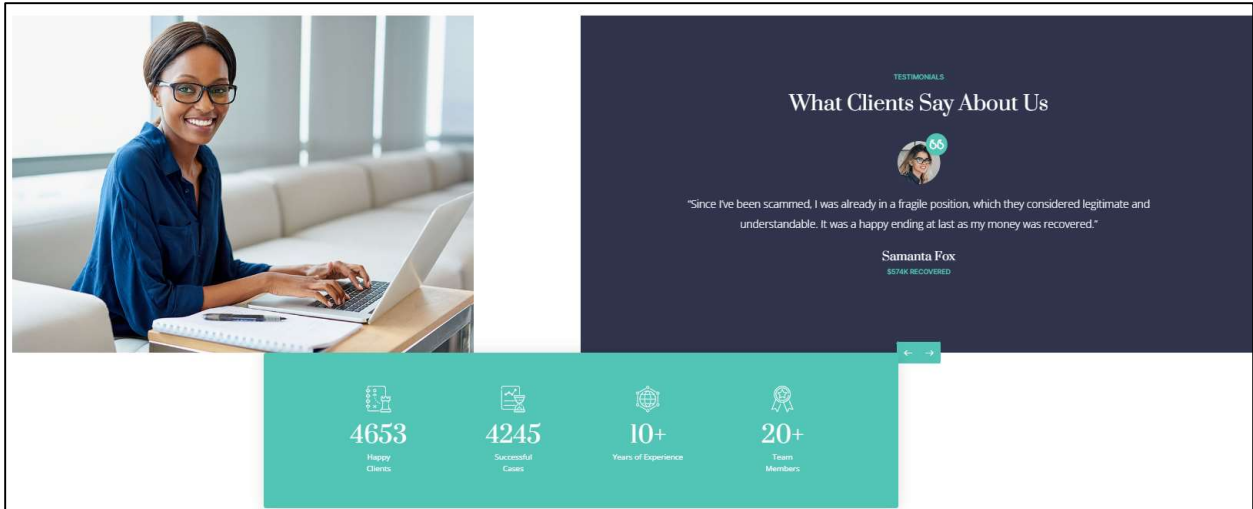 TESTIMONIALS
What Clients Say About Us
“Since I've been scammed, I was already in a fragile position, which they considered legitimate and
understandable. It was a happy ending at last as my money was recovered.”
Samanta Fox
$574K RECOVERED
4653
Happy
Clients
4245
Successful
Cases
10+
Years of Experience
20+
Team
Members